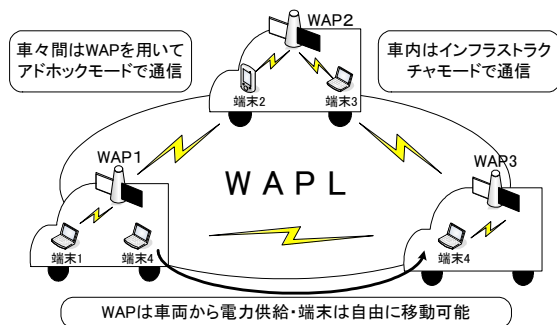 WAP2
車々間はWAPを用いて
アドホックモードで通信
車内はインフラストラク
チャモードで通信
端末2
端末3
WAP1
WAP3
WAPL
端末1
端末4
端末4
WAPは車両から電力供給・端末は自由に移動可能